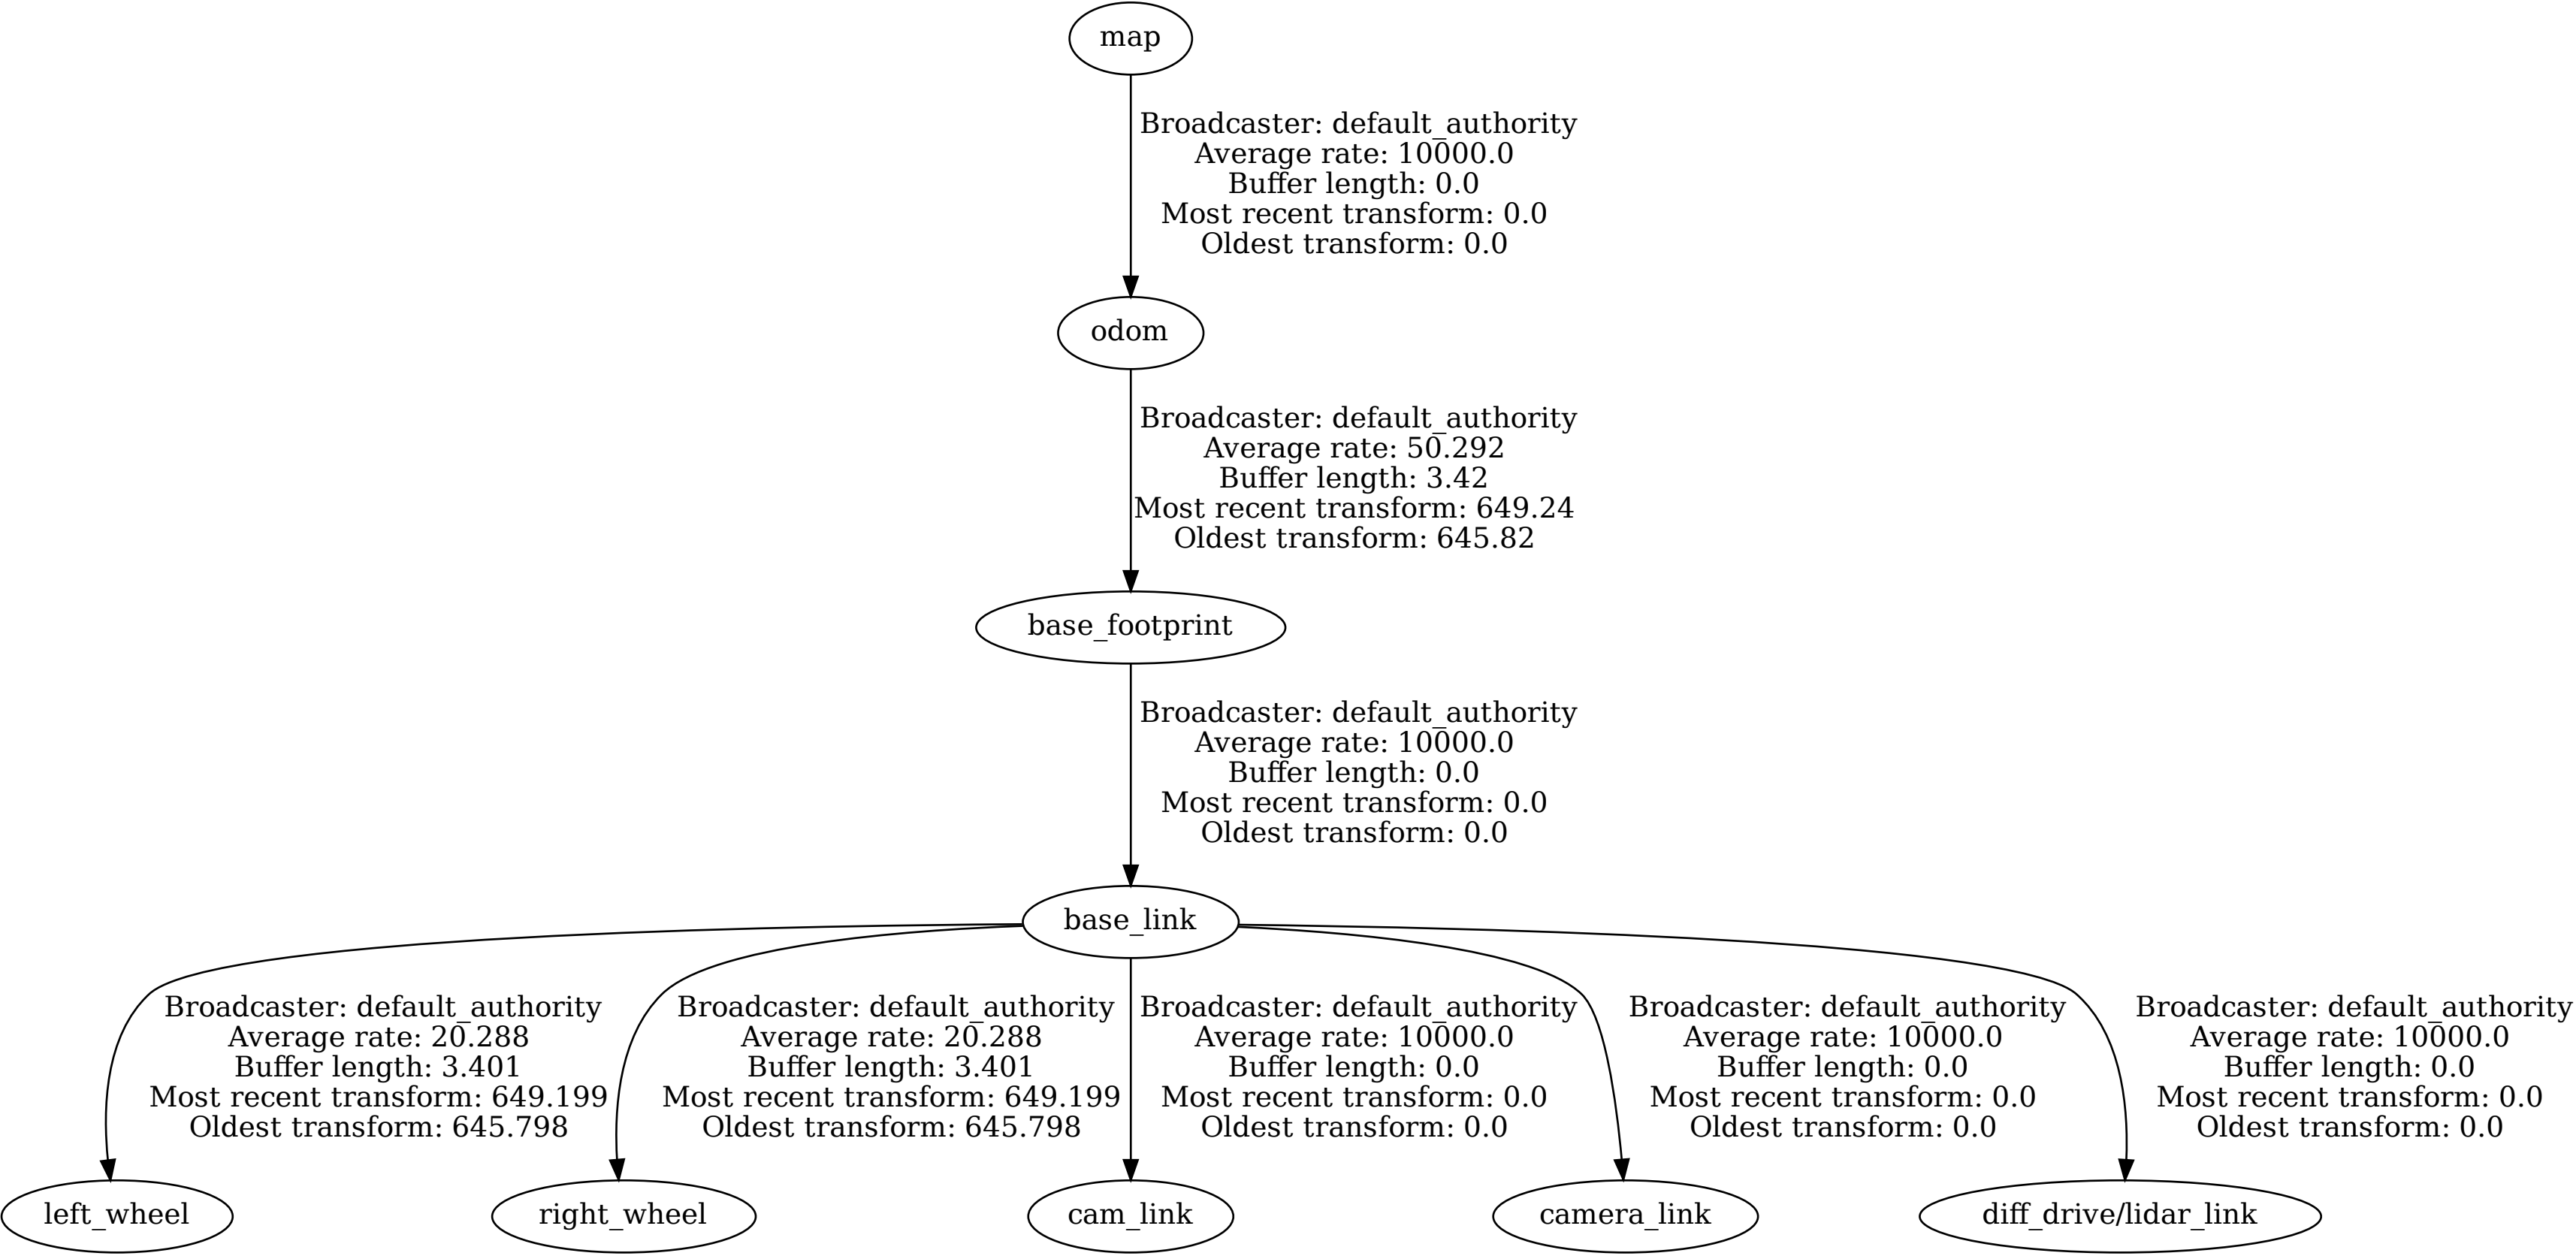 map
Broadcaster: default_authority
Average rate: 10000.0
Buffer length: 0.0
Most recent transform: 0.0
Oldest transform: 0.0
odom
Broadcaster: default_authority
Average rate: 50.292
Buffer length: 3.42
Most recent transform: 649.24
Oldest transform: 645.82
base_footprint
Broadcaster: default_authority
Average rate: 10000.0
Buffer length: 0.0
Most recent transform: 0.0
Oldest transform: 0.0
base_link
Broadcaster: default_authority
Average rate: 20.288
Buffer length: 3.401
Most recent transform: 649.199
Oldest transform: 645.798
Broadcaster: default_authority
Average rate: 20.288
Buffer length: 3.401
Most recent transform: 649.199
Oldest transform: 645.798
Broadcaster: default_authority
Average rate: 10000.0
Buffer length: 0.0
Most recent transform: 0.0
Oldest transform: 0.0
Broadcaster: default_authority
Average rate: 10000.0
Buffer length: 0.0
Most recent transform: 0.0
Oldest transform: 0.0
Broadcaster: default_authority
Average rate: 10000.0
Buffer length: 0.0
Most recent transform: 0.0
Oldest transform: 0.0
left_wheel
right_wheel
cam_link
camera_link
diff_drive/lidar_link